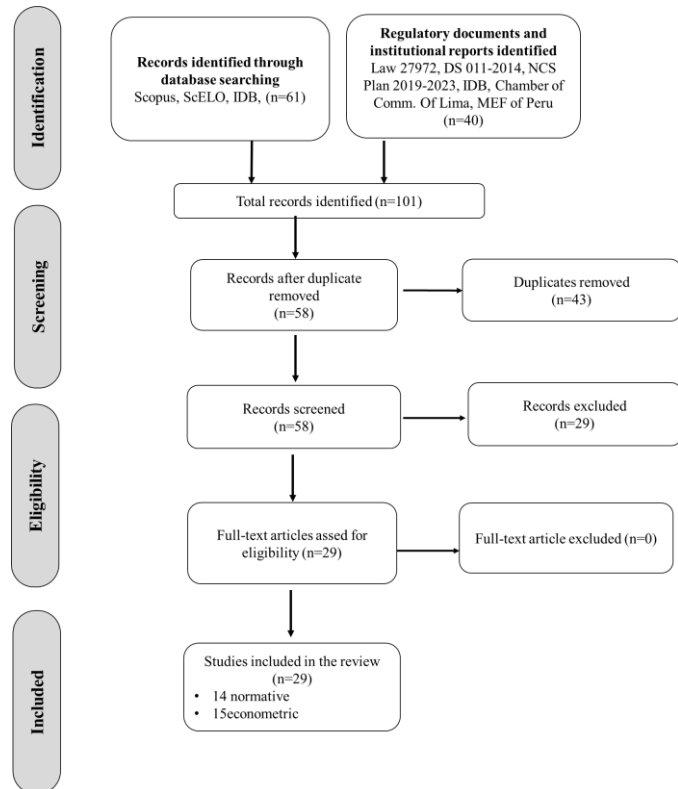 Identification
Records identified through
database searching
Scopus, ScELO, IDB, (n=61)
Regulatory documents and
institutional reports identified
Law 27972, DS 011-2014, NCS
Plan 2019-2023, IDB, Chamber of
Comm. Of Lima, MEF of Peru
(n=40)
Total records identified (n=101)
Screening
Records after duplicate
removed
(n=58)
Duplicates removed
(n=43)
Records screened
(n=58)
Records excluded
(n=29)
Eligibility
Full-text articles assed for
eligibility (n=29)
Full-text article excluded (n=0)
Included
Studies included in the review
(n=29)
• 14 normative
• 15econometric